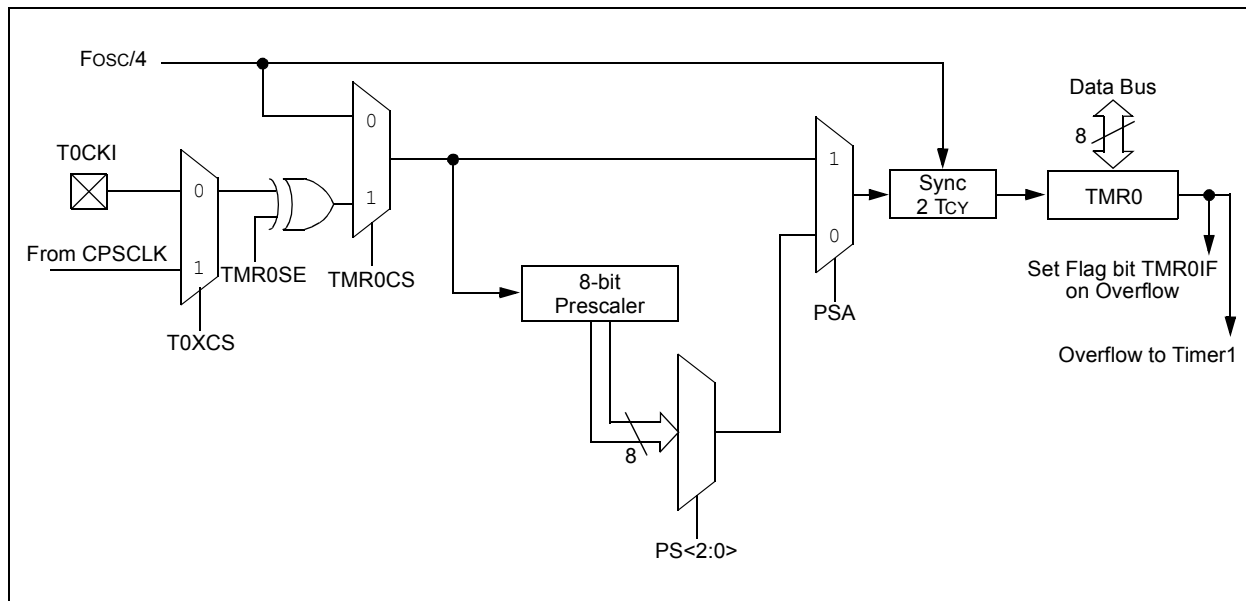 FOSC/4
Data Bus
8
T0CKI
0
1
0
1
1
0
Sync
2 TCY
TMR0
From CPSCLK
TMR0SE
TMR0CS
8-bit
Prescaler
PSA
Set Flag bit TMR0IF
on Overflow
T0XCS
Overflow to Timer1
8
PS<2:0>